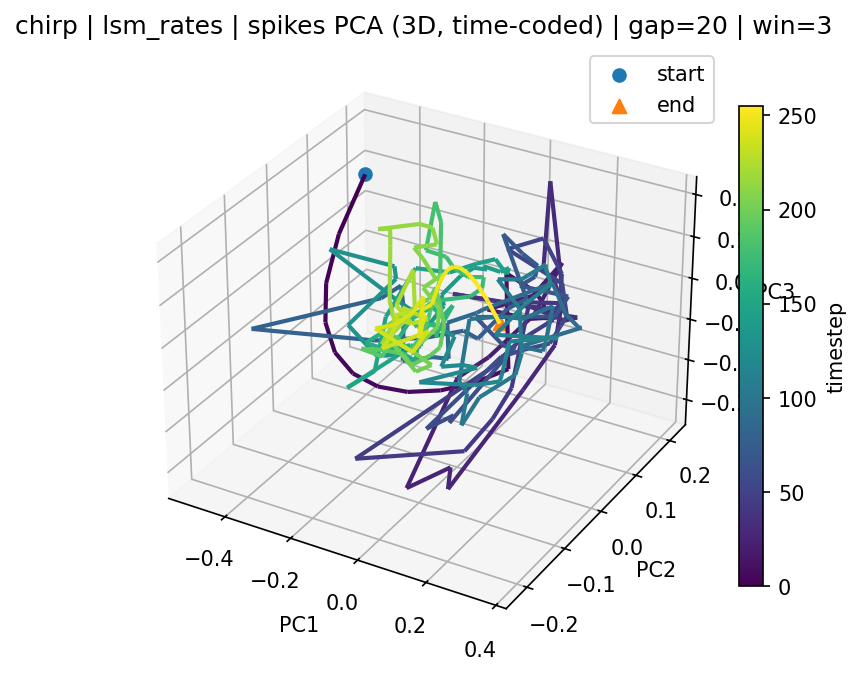 chirp | lsm_rates | spikes PCA (3D, time-coded) | gap=20 | win=3
start
end
250
200
150
100
50
0
timestep
PC3
0.2
0.1
0.0
−0.1
−0.2
PC2
−0.4
−0.2
0.0
0.2
0.4
PC1